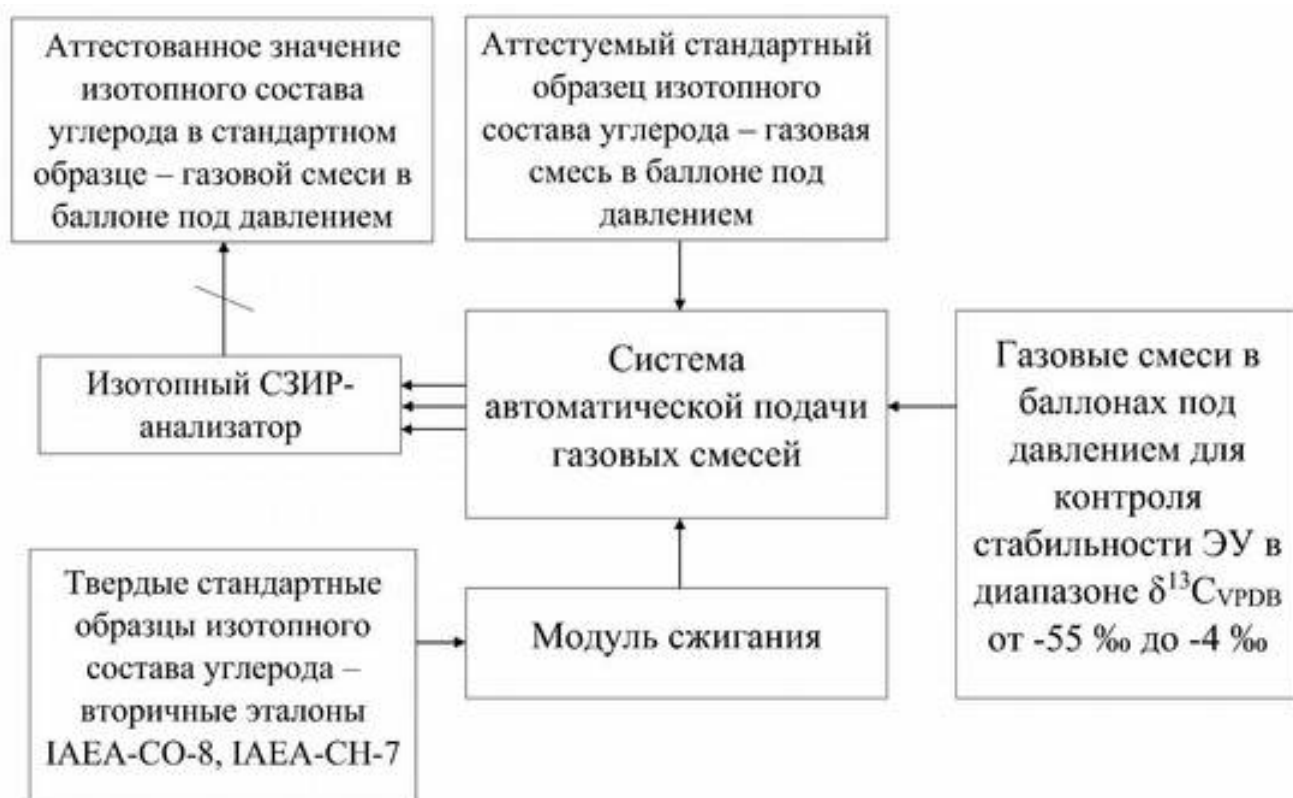 Аттестованное значение
изотопного состава
углерода в стандартном
образце – газовой смеси в
баллоне под давлением
Аттестуемый стандартный
образец изотопного
состава углерода – газовая
смесь в баллоне под
давлением
Изотопный СЗИР-
анализатор
Система
автоматической подачи
газовых смесей
Газовые смеси в
баллонах под
давлением для
контроля
стабильности ЭУ в
диапазоне δ¹³C_VPDB
от -55 ‰ до -4 ‰
Твердые стандартные
образцы изотопного
состава углерода –
вторичные эталоны
IAEA-CO-8, IAEA-CH-7
Модуль сжигания